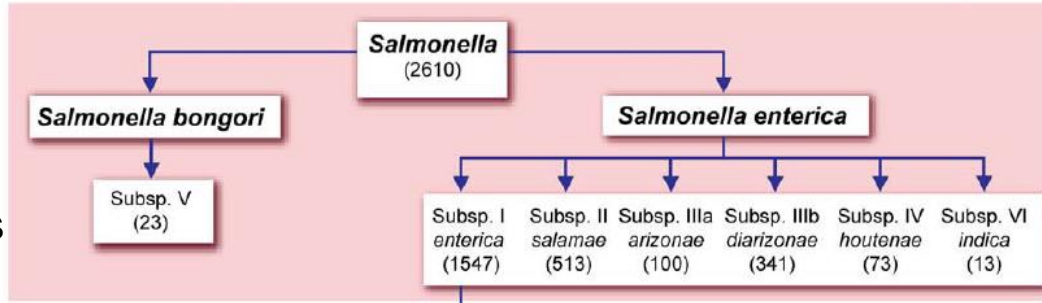 Salmonella
(2610)
Salmonella bongori
Salmonella enterica
Subsp. V
(23)
s
Subsp. I
enterica
(1547)
Subsp. II
salamae
(513)
Subsp. IIIa
arizonae
(100)
Subsp. IIIb
diarizonae
(341)
Subsp. IV
houtenae
(73)
Subsp. VI
indica
(13)